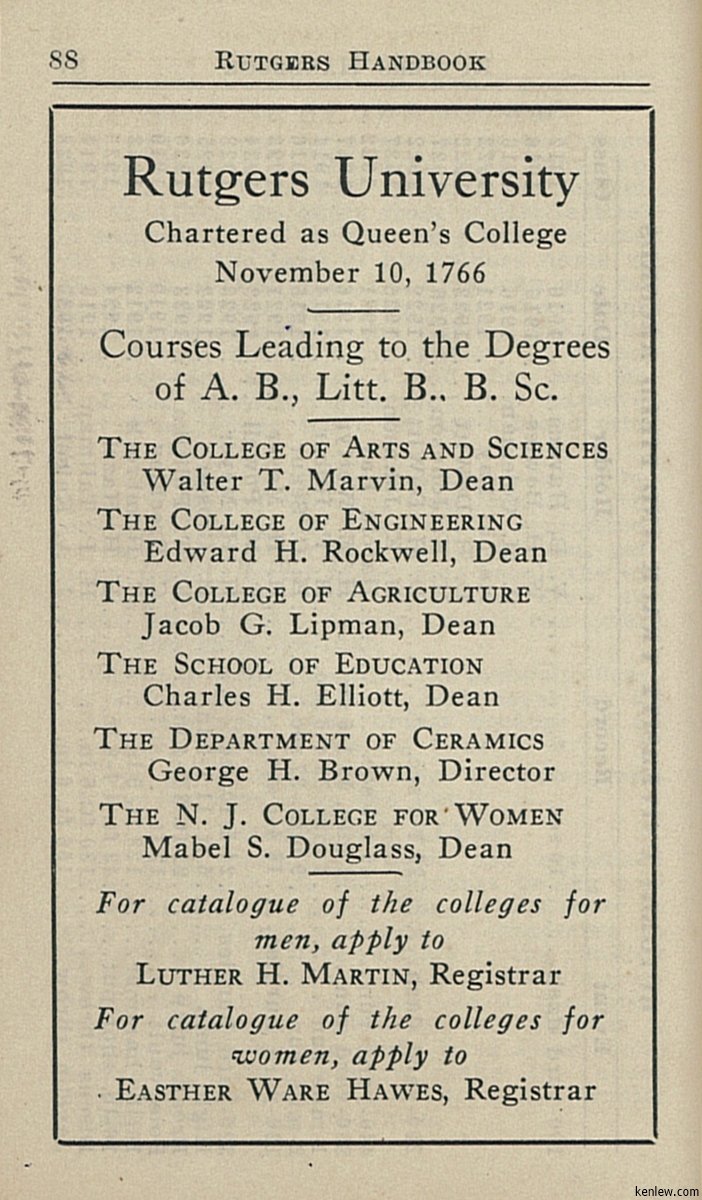 88 RUTGERS HANDBOOK
Rutgers University
Chartered as Queen's College
November 10, 1766
Courses Leading to the Degrees
of A. B., Litt. B.. B. Sc.
THE COLLEGE OF ARTS AND SCIENCES
Walter T. Marvin, Dean
THE COLLEGE OF ENGINEERING
Edward H. Rockwell, Dean
THE COLLEGE OF AGRICULTURE
Jacob G. Lipman, Dean
THE SCHOOL OF EDUCATION
Charles H. Elliott, Dean
THE DEPARTMENT OF CERAMICS
George H. Brown, Director
THE N. J. COLLEGE FOR WOMEN
Mabel S. Douglass, Dean
For catalogue of the colleges for
men, apply to
LUTHER H. MARTIN, Registrar
For catalogue of the colleges for
women, apply to
EASTHER WARE HAWES, Registrar
kenlew.com